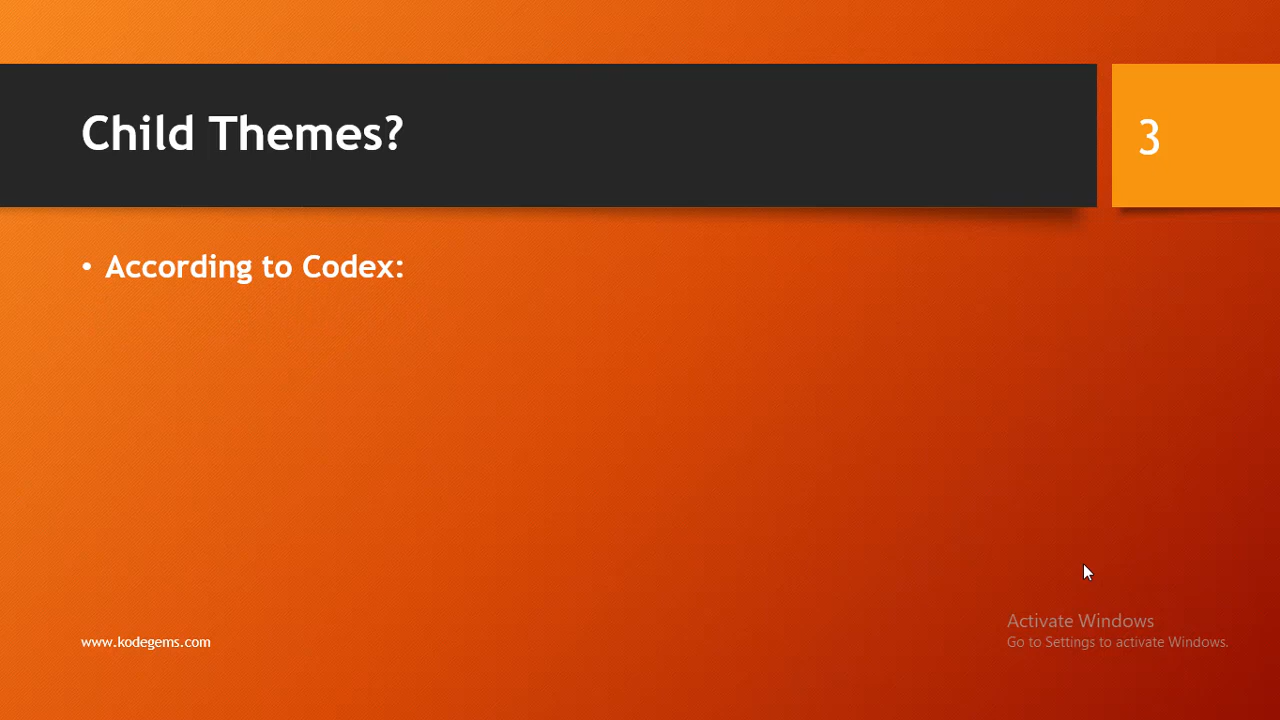 Child Themes?
3
• According to Codex:
Activate Windows
Go to Settings to activate Windows.
www.kodegems.com